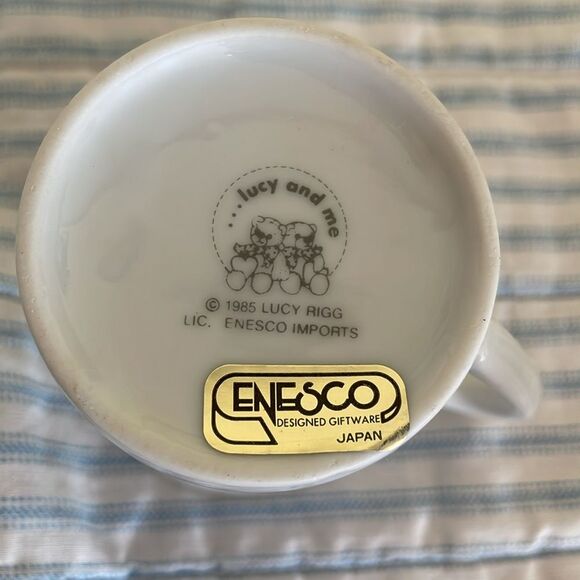 ...lucy and me
© 1985 LUCY RIGG
LIC. ENESCO IMPORTS
ENESCO
DESIGNED GIFTWARE
JAPAN